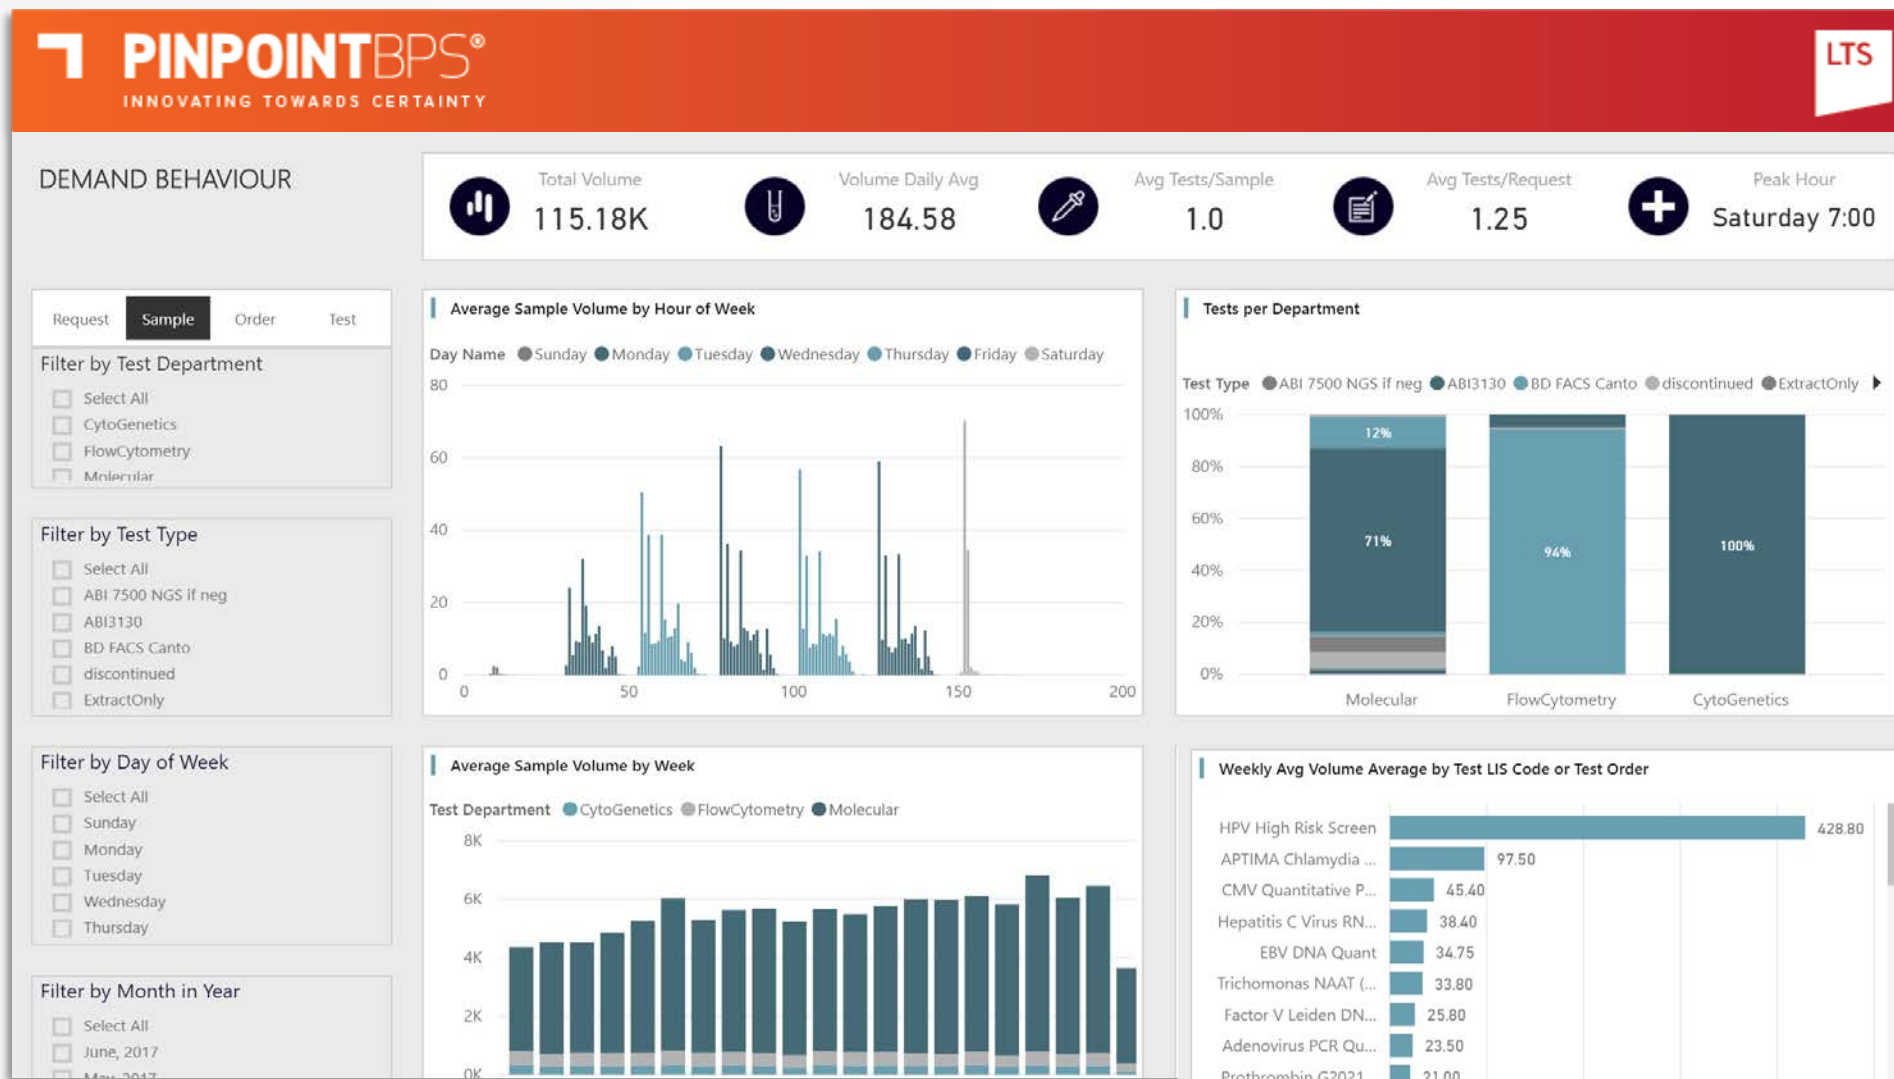 PINPOINTBPS®
INNOVATING TOWARDS CERTAINTY
LTS
DEMAND BEHAVIOUR
Total Volume
115.18K
Volume Daily Avg
184.58
Avg Tests/Sample
1.0
Avg Tests/Request
1.25
Peak Hour
Saturday 7:00
Request Sample Order Test
Filter by Test Department
Select All
CytoGenetics
FlowCytometry
Molecular
Filter by Test Type
Select All
ABI 7500 NGS if neg
ABI3130
BD FACS Canto
discontinued
ExtractOnly
Filter by Day of Week
Select All
Sunday
Monday
Tuesday
Wednesday
Thursday
Filter by Month in Year
Select All
June, 2017
May, 2017
Average Sample Volume by Hour of Week
Day Name Sunday Monday Tuesday Wednesday Thursday Friday Saturday
80
60
40
20
0
0 50 100 150 200
Tests per Department
Test Type ABI 7500 NGS if neg ABI3130 BD FACS Canto discontinued ExtractOnly
100%
80%
60%
40%
20%
0%
12%
71%
94%
100%
Molecular FlowCytometry CytoGenetics
Average Sample Volume by Week
Test Department CytoGenetics FlowCytometry Molecular
8K
6K
4K
2K
0K
Weekly Avg Volume Average by Test LIS Code or Test Order
HPV High Risk Screen 428.80
APTIMA Chlamydia ... 97.50
CMV Quantitative P... 45.40
Hepatitis C Virus RN... 38.40
EBV DNA Quant 34.75
Trichomonas NAAT (... 33.80
Factor V Leiden DN... 25.80
Adenovirus PCR Qu... 23.50
Prothrombin G2021... 21.00